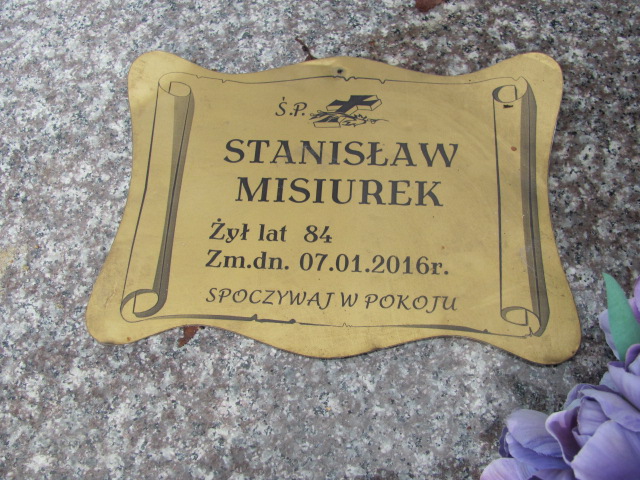 Ś.P.
STANISŁAW
MISIUREK
Żył lat 84
Zm.dn. 07.01.2016r.
SPOCZYWAJ W POKOJU